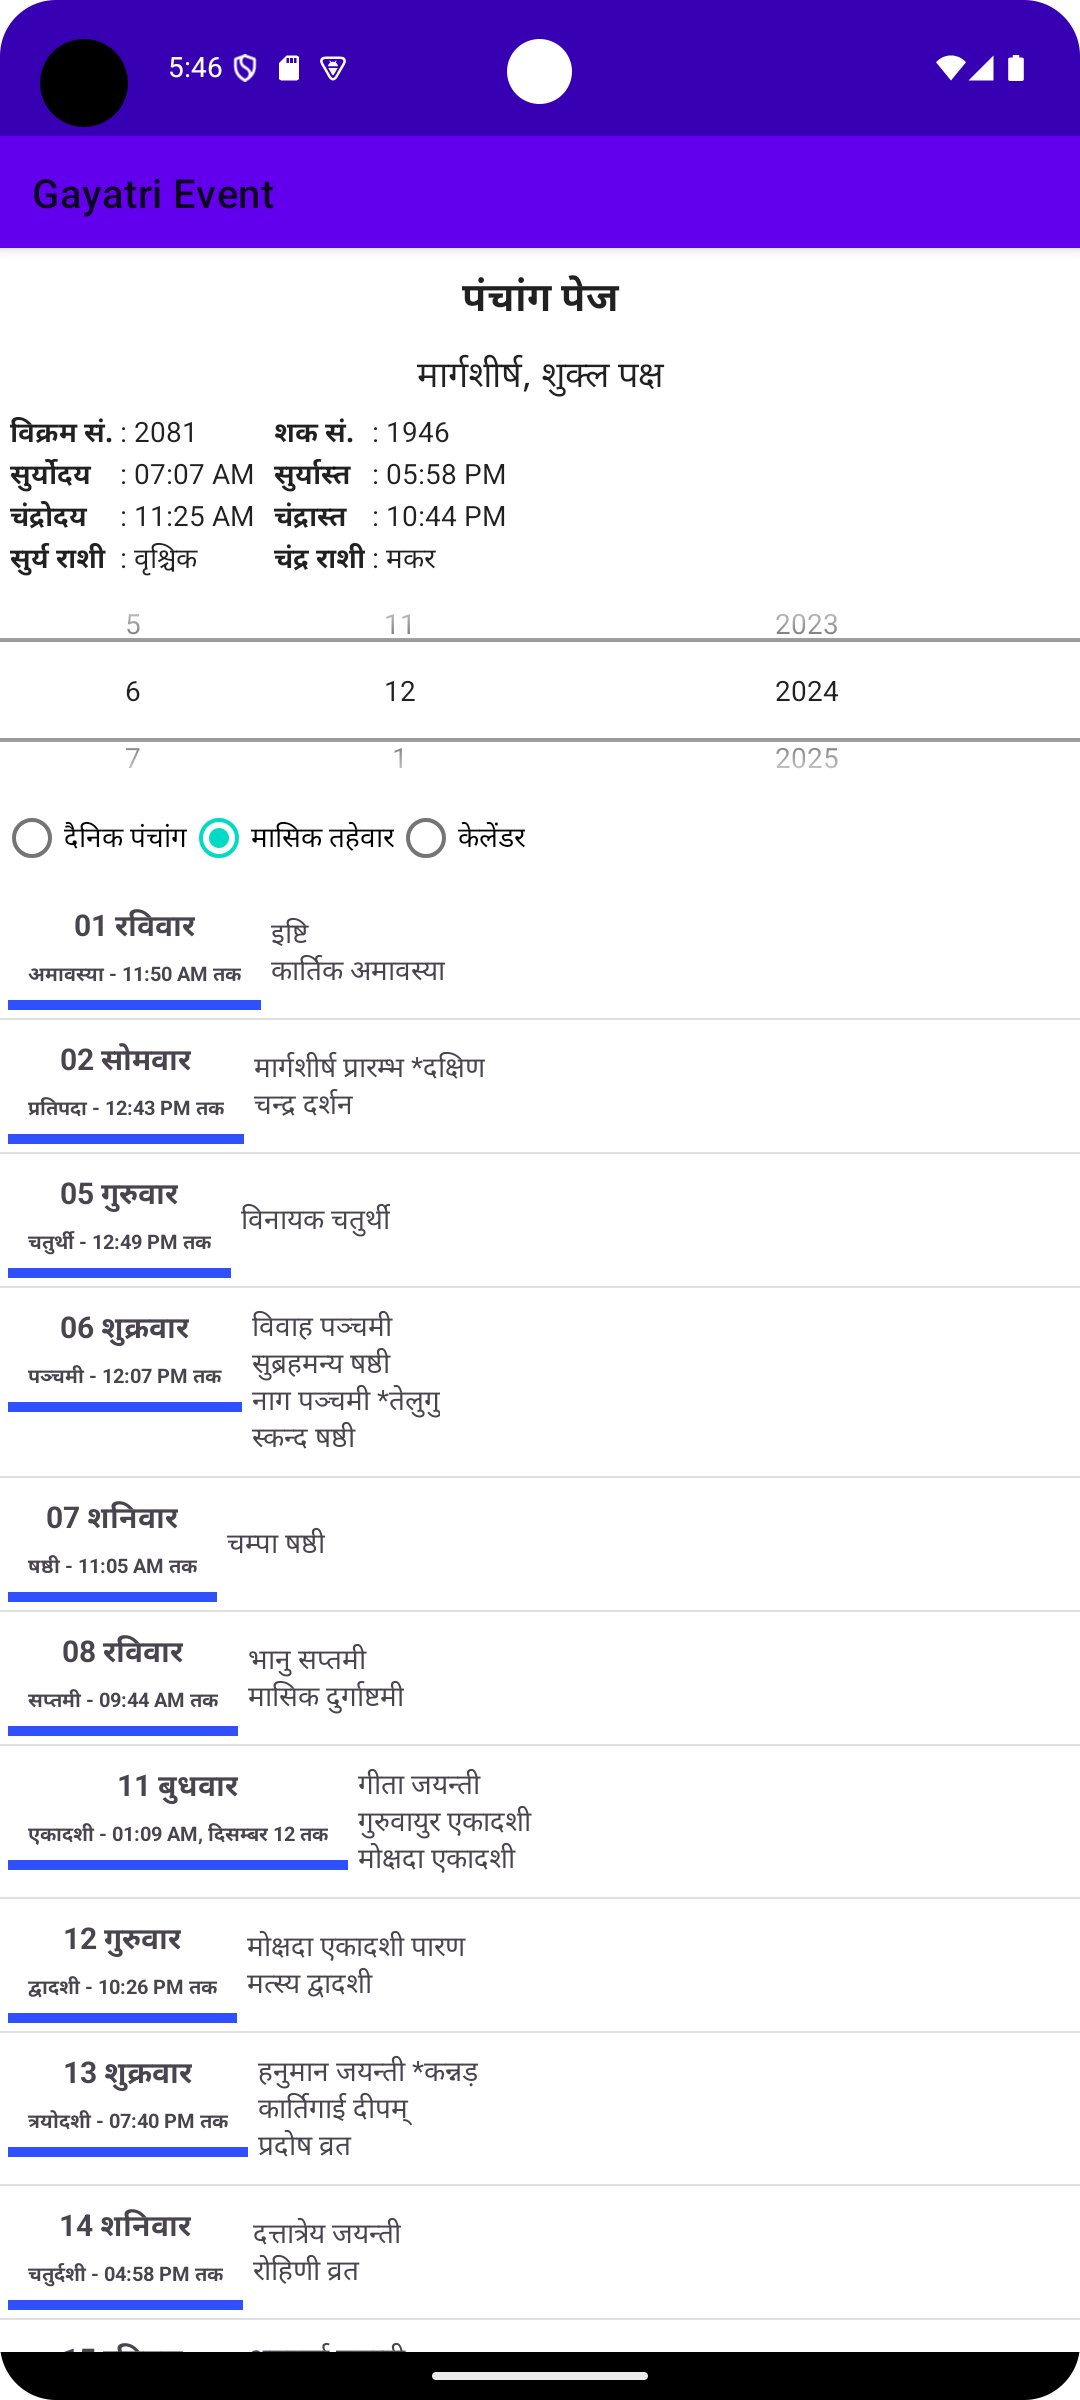 5:46
Gayatri Event
पंचांग पेज
मार्गशीर्ष, शुक्ल पक्ष
विक्रम सं. : 2081 शक सं. : 1946
सुर्योदय : 07:07 AM सुर्यास्त : 05:58 PM
चंद्रोदय : 11:25 AM चंद्रास्त : 10:44 PM
सुर्य राशी : वृश्चिक चंद्र राशी : मकर
5 11 2023
6 12 2024
7 1 2025
दैनिक पंचांग मासिक तहेवार केलेंडर
01 रविवार
अमावस्या - 11:50 AM तक
इष्टि
कार्तिक अमावस्या
02 सोमवार
प्रतिपदा - 12:43 PM तक
मार्गशीर्ष प्रारम्भ *दक्षिण
चन्द्र दर्शन
05 गुरुवार
चतुर्थी - 12:49 PM तक
विनायक चतुर्थी
06 शुक्रवार
पञ्चमी - 12:07 PM तक
विवाह पञ्चमी
सुब्रहमन्य षष्ठी
नाग पञ्चमी *तेलुगु
स्कन्द षष्ठी
07 शनिवार
षष्ठी - 11:05 AM तक
चम्पा षष्ठी
08 रविवार
सप्तमी - 09:44 AM तक
भानु सप्तमी
मासिक दुर्गाष्टमी
11 बुधवार
एकादशी - 01:09 AM, दिसम्बर 12 तक
गीता जयन्ती
गुरुवायुर एकादशी
मोक्षदा एकादशी
12 गुरुवार
द्वादशी - 10:26 PM तक
मोक्षदा एकादशी पारण
मत्स्य द्वादशी
13 शुक्रवार
त्रयोदशी - 07:40 PM तक
हनुमान जयन्ती *कन्नड़
कार्तिगाई दीपम्
प्रदोष व्रत
14 शनिवार
चतुर्दशी - 04:58 PM तक
दत्तात्रेय जयन्ती
रोहिणी व्रत